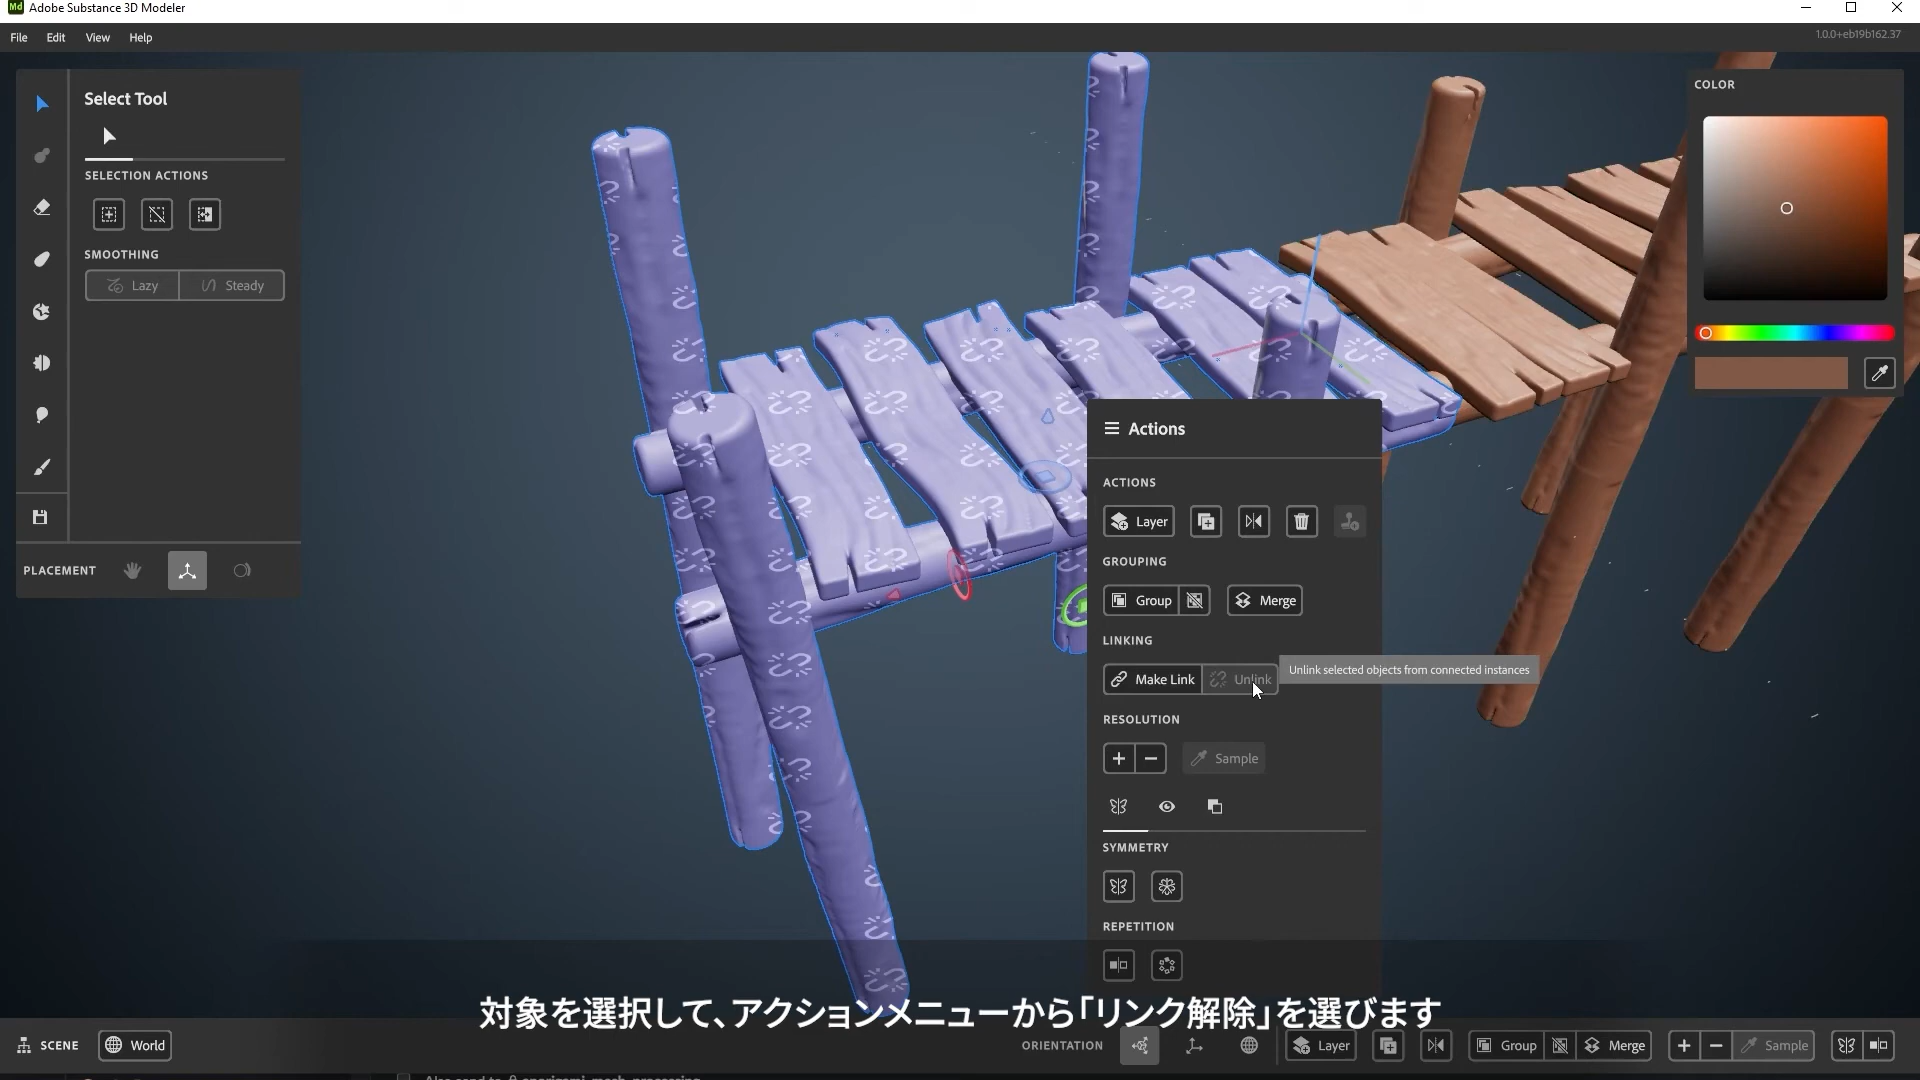 Md Adobe Substance 3D Modeler
File Edit View Help
1.0.0+eb19b162.37
Select Tool
SELECTION ACTIONS
SMOOTHING
Lazy Steady
PLACEMENT
COLOR
Actions
ACTIONS
Layer
GROUPING
Group Merge
LINKING
Make Link Unlink
Unlink selected objects from connected instances
RESOLUTION
+ − Sample
SYMMETRY
REPETITION
対象を選択して、アクションメニューから「リンク解除」を選びます
SCENE World ORIENTATION Layer Group Merge + − Sample